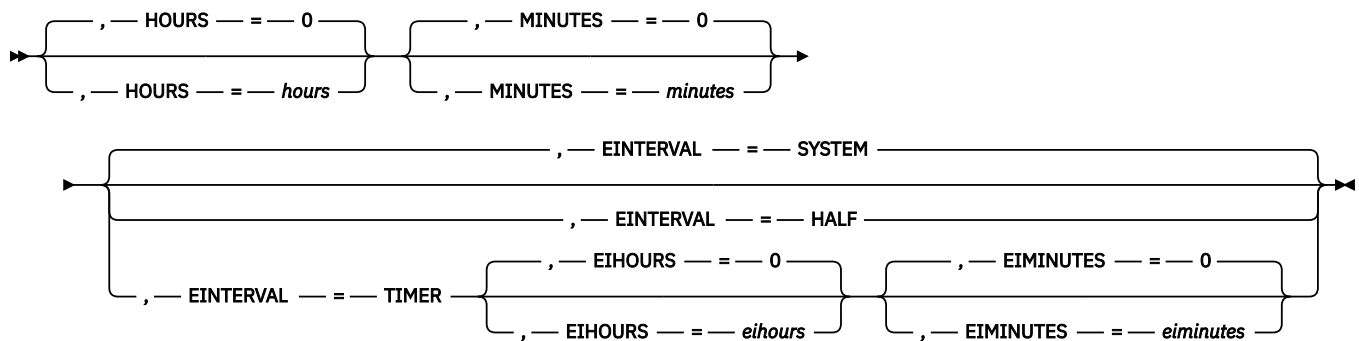 , HOURS = 0 , MINUTES = 0
, HOURS = hours , MINUTES = minutes
, EINTERVAL = SYSTEM
, EINTERVAL = HALF
, EIHOURS = 0 , EIMINUTES = 0
, EINTERVAL = TIMER
, EIHOURS = eihours , EIMINUTES = eiminutes